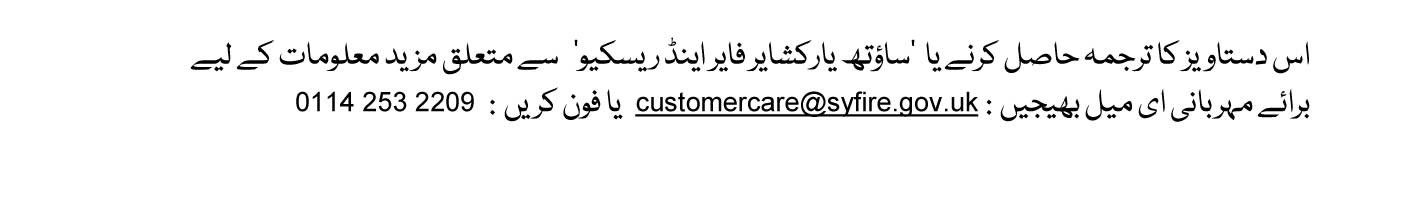 اس دستاویز کا ترجمہ حاصل کرنے یا 'ساؤتھ یارکشایر فایر اینڈ ریسکیو' سے متعلق مزید معلومات کے لیے
برائے مہربانی ای میل بھیجیں : customercare@syfire.gov.uk یا فون کریں : 0114 253 2209